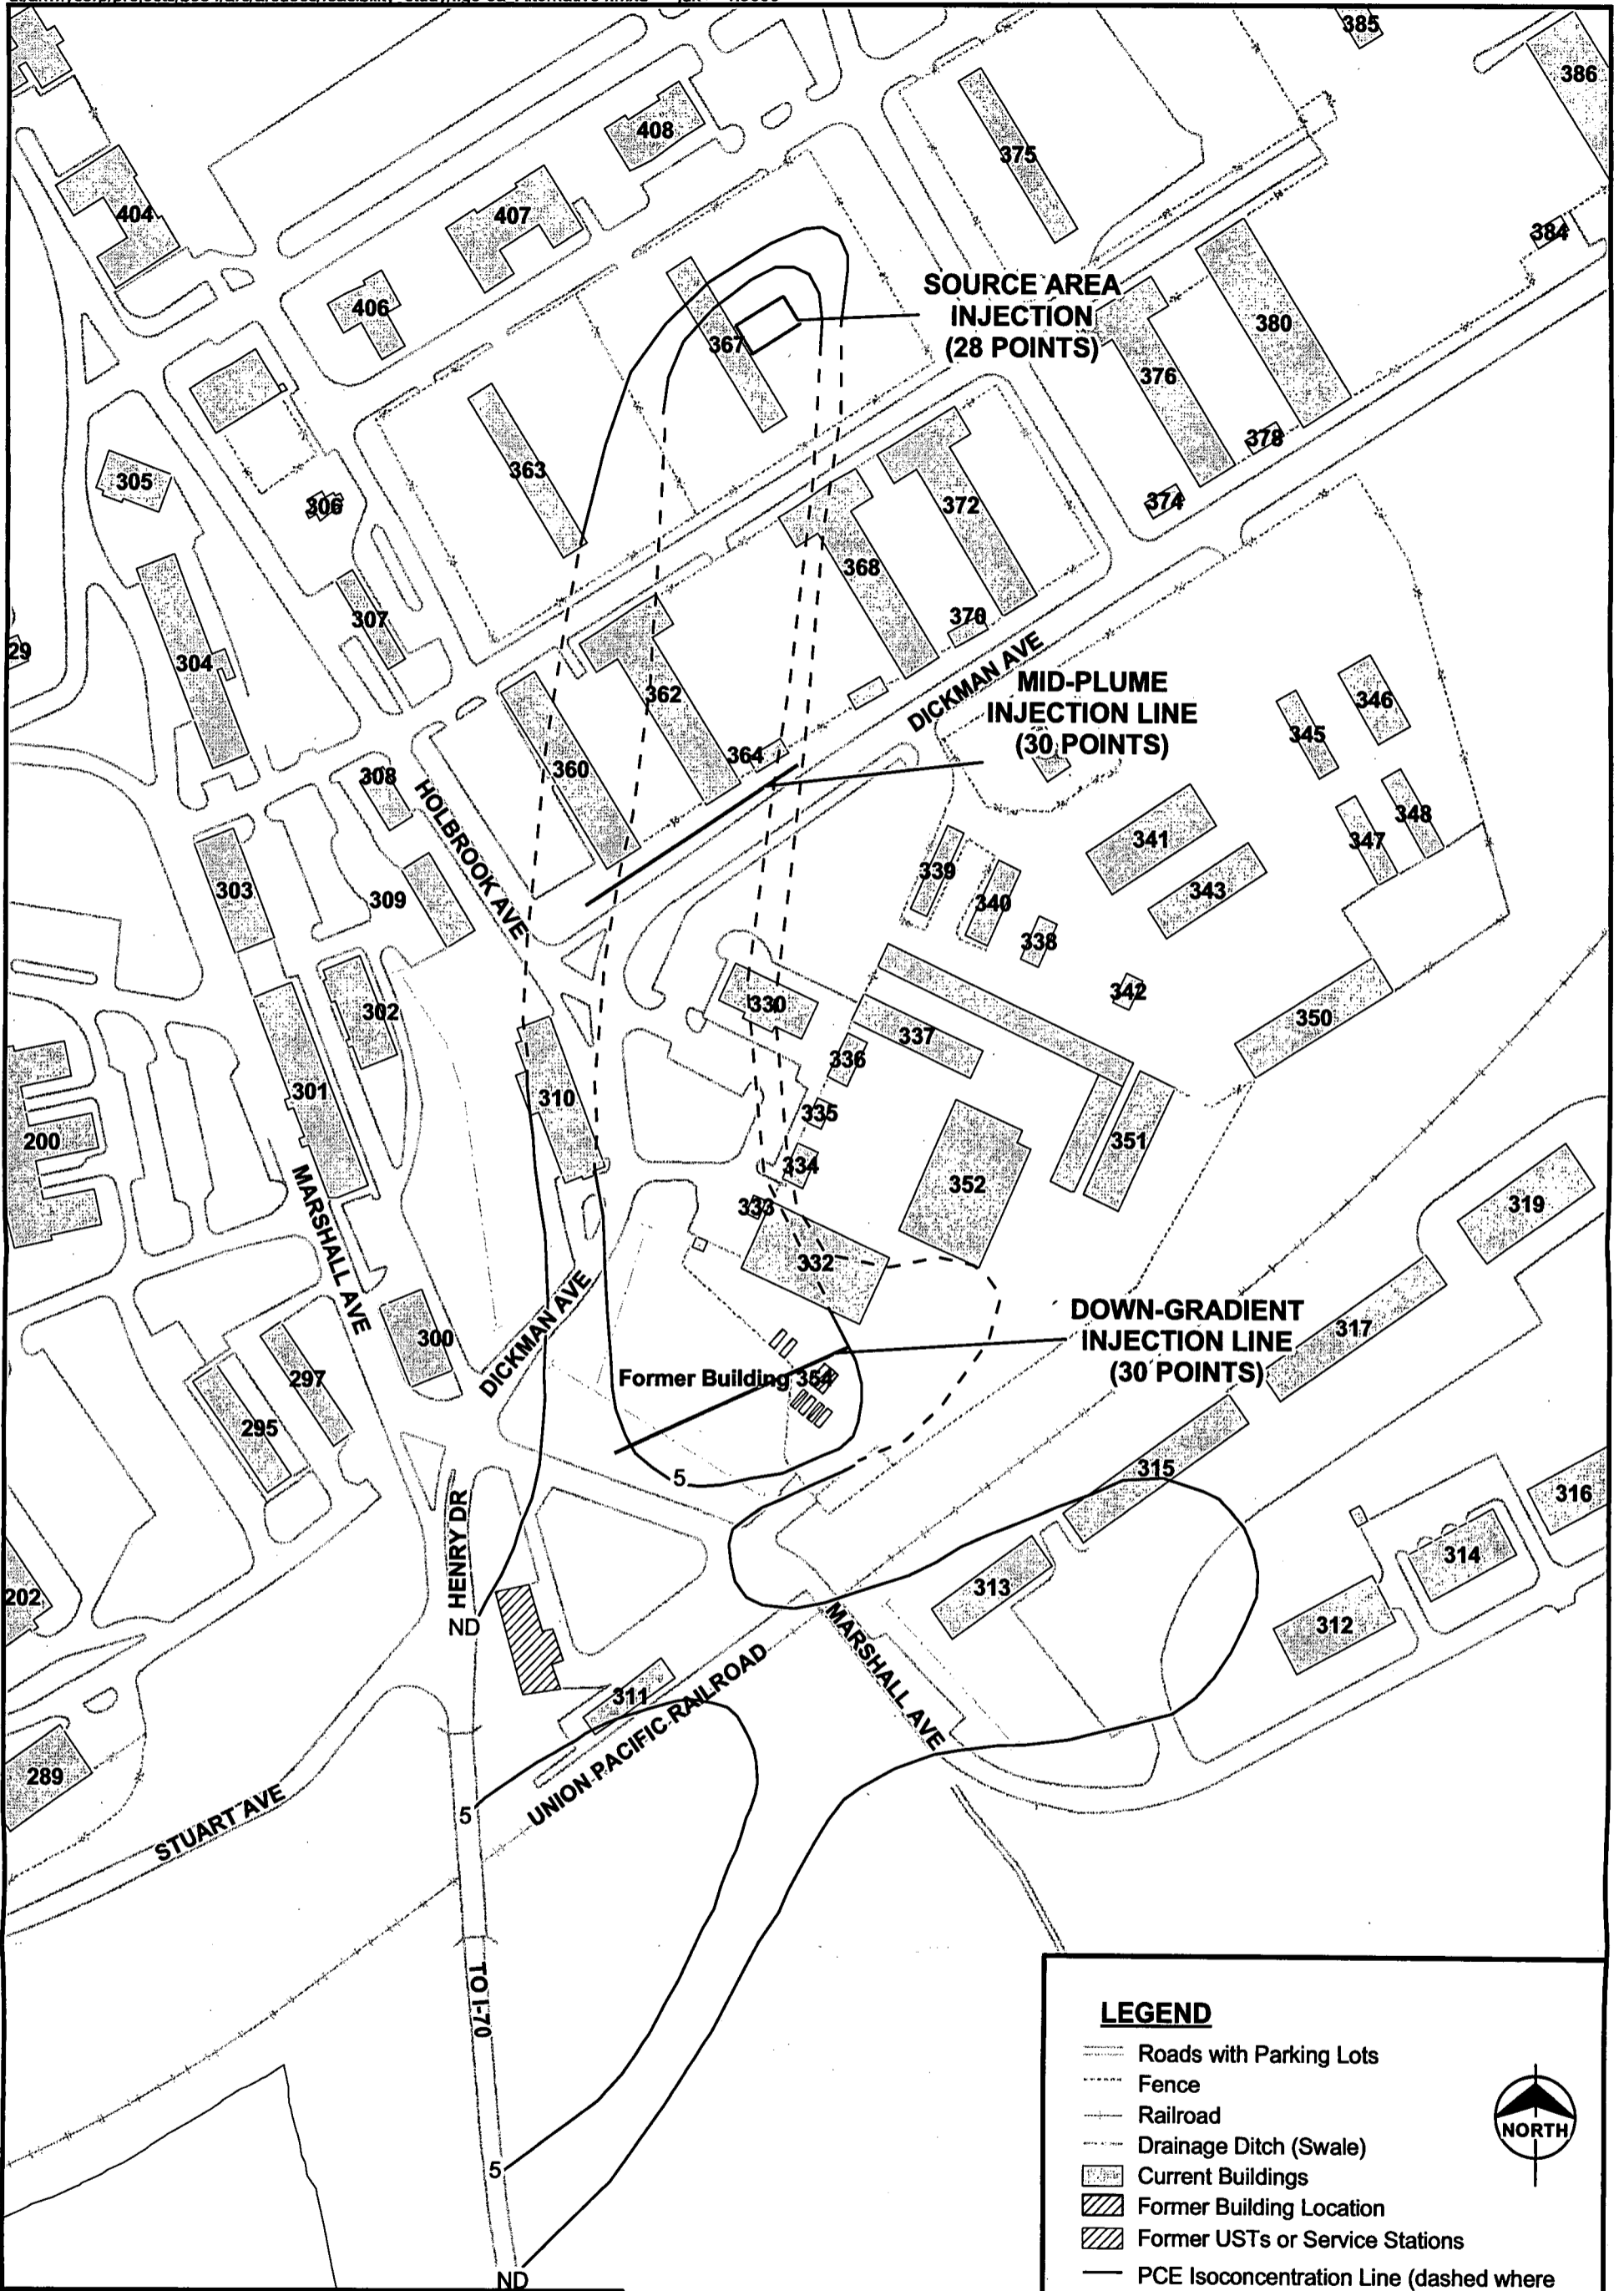 385
386
408
375
404
407
384
SOURCE AREA
INJECTION
(28 POINTS)
406
380
367
376
378
363
305
306
374
372
368
307
370
29
304
DICKMAN AVE
362
MID-PLUME
INJECTION LINE
(30 POINTS)
346
345
364
360
308
HOLBROOK AVE
348
347
341
339
343
303
309
340
338
342
302
330
350
337
336
301
310
335
200
351
334
352
MARSHALL AVE
333
319
332
DOWN-GRADIENT
INJECTION LINE
(30 POINTS)
317
300
DICKMAN AVE
Former Building 354
297
295
5
315
316
HENRY DR
314
313
202
ND
312
MARSHALL AVE
311
UNION PACIFIC RAILROAD
289
5
STUART AVE
TO I-70
5
ND
LEGEND
Roads with Parking Lots
Fence
Railroad
Drainage Ditch (Swale)
Current Buildings
Former Building Location
Former USTs or Service Stations
PCE Isoconcentration Line (dashed where
NORTH